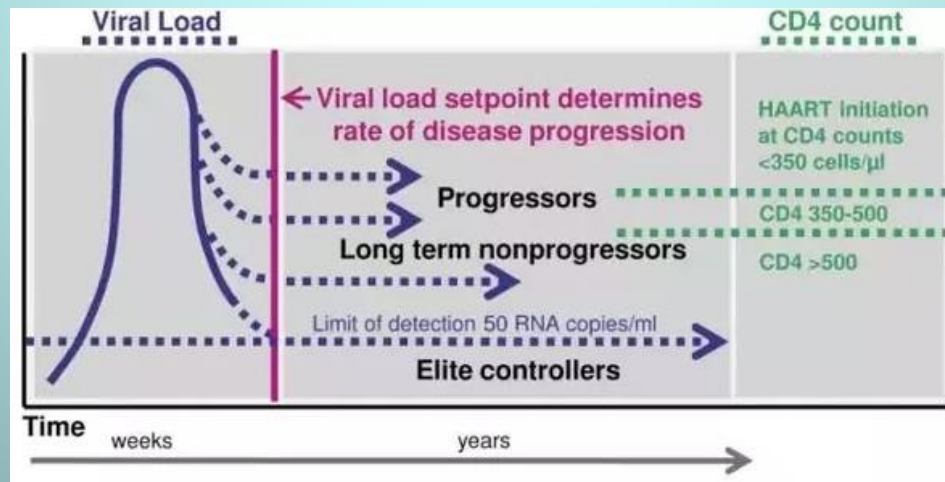 Viral Load
CD4 count
Viral load setpoint determines
rate of disease progression
HAART initiation
at CD4 counts
<350 cells/µl
Progressors
CD4 350-500
Long term nonprogressors
CD4 >500
Limit of detection 50 RNA copies/ml
Elite controllers
Time
weeks
years